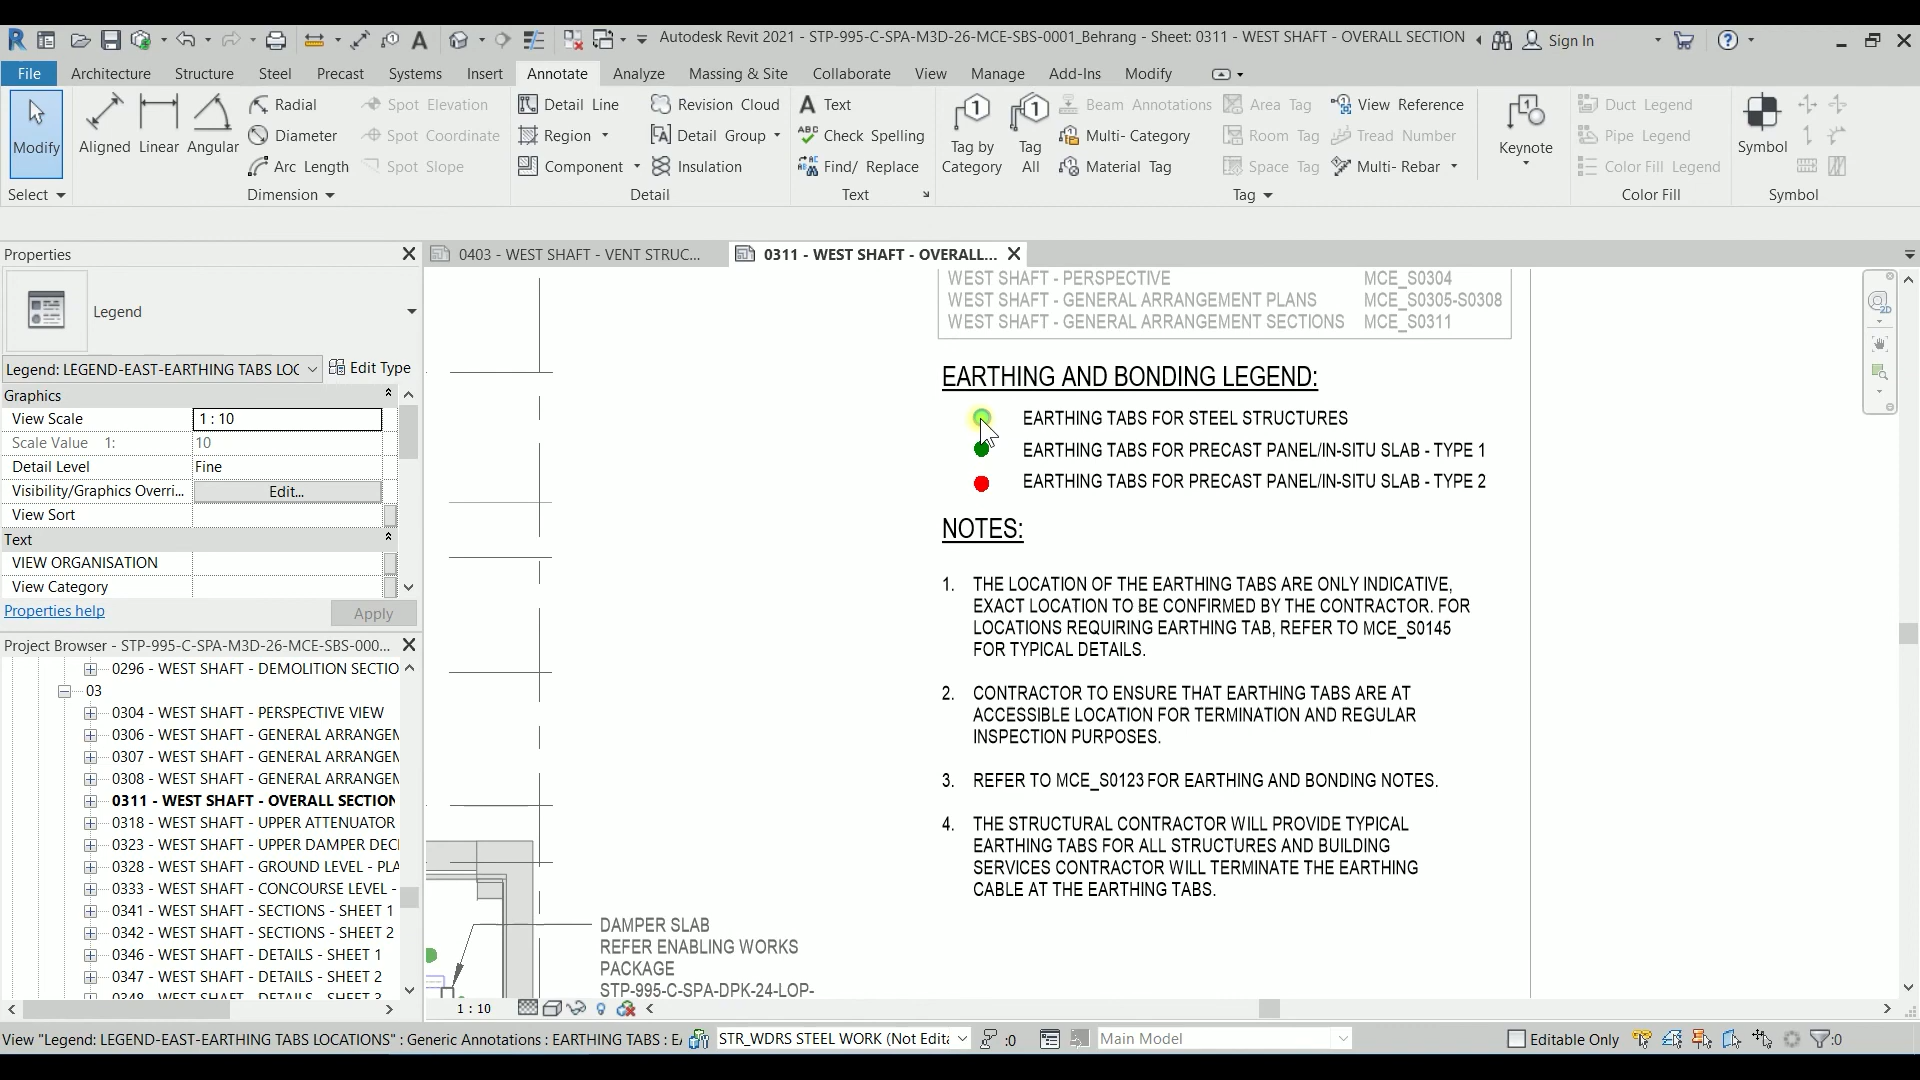 Autodesk Revit 2021 - STP-995-C-SPA-M3D-26-MCE-SBS-0001_Behrang - Sheet: 0311 - WEST SHAFT - OVERALL SECTION
Sign In
File Architecture Structure Steel Precast Systems Insert Annotate Analyze Massing & Site Collaborate View Manage Add-Ins Modify
Modify
Aligned Linear Angular
Radial
Diameter
Arc Length
Spot Elevation
Spot Coordinate
Spot Slope
Detail Line
Region
Component
Revision Cloud
Detail Group
Insulation
Text
Check Spelling
Find/ Replace
Tag by Category
Tag All
Beam Annotations
Multi- Category
Material Tag
Area Tag
Room Tag
Space Tag
View Reference
Tread Number
Multi- Rebar
Keynote
Duct Legend
Pipe Legend
Color Fill Legend
Symbol
Select Dimension Detail Text Tag Color Fill Symbol
Properties
0403 - WEST SHAFT - VENT STRUC...
0311 - WEST SHAFT - OVERALL...
Legend
Legend: LEGEND-EAST-EARTHING TABS LOC
Edit Type
Graphics
View Scale 1 : 10
Scale Value 1: 10
Detail Level Fine
Visibility/Graphics Overri... Edit...
View Sort
Text
VIEW ORGANISATION
View Category
Properties help
Apply
Project Browser - STP-995-C-SPA-M3D-26-MCE-SBS-000...
0296 - WEST SHAFT - DEMOLITION SECTIO
03
0304 - WEST SHAFT - PERSPECTIVE VIEW
0306 - WEST SHAFT - GENERAL ARRANGEM
0307 - WEST SHAFT - GENERAL ARRANGEM
0308 - WEST SHAFT - GENERAL ARRANGEM
0311 - WEST SHAFT - OVERALL SECTION
0318 - WEST SHAFT - UPPER ATTENUATOR
0323 - WEST SHAFT - UPPER DAMPER DEC
0328 - WEST SHAFT - GROUND LEVEL - PLA
0333 - WEST SHAFT - CONCOURSE LEVEL -
0341 - WEST SHAFT - SECTIONS - SHEET 1
0342 - WEST SHAFT - SECTIONS - SHEET 2
0346 - WEST SHAFT - DETAILS - SHEET 1
0347 - WEST SHAFT - DETAILS - SHEET 2
0348 - WEST SHAFT - DETAILS - SHEET 3
WEST SHAFT - PERSPECTIVE MCE_S0304
WEST SHAFT - GENERAL ARRANGEMENT PLANS MCE_S0305-S0308
WEST SHAFT - GENERAL ARRANGEMENT SECTIONS MCE_S0311
EARTHING AND BONDING LEGEND:
EARTHING TABS FOR STEEL STRUCTURES
EARTHING TABS FOR PRECAST PANEL/IN-SITU SLAB - TYPE 1
EARTHING TABS FOR PRECAST PANEL/IN-SITU SLAB - TYPE 2
NOTES:
1. THE LOCATION OF THE EARTHING TABS ARE ONLY INDICATIVE,
EXACT LOCATION TO BE CONFIRMED BY THE CONTRACTOR. FOR
LOCATIONS REQUIRING EARTHING TAB, REFER TO MCE_S0145
FOR TYPICAL DETAILS.
2. CONTRACTOR TO ENSURE THAT EARTHING TABS ARE AT
ACCESSIBLE LOCATION FOR TERMINATION AND REGULAR
INSPECTION PURPOSES.
3. REFER TO MCE_S0123 FOR EARTHING AND BONDING NOTES.
4. THE STRUCTURAL CONTRACTOR WILL PROVIDE TYPICAL
EARTHING TABS FOR ALL STRUCTURES AND BUILDING
SERVICES CONTRACTOR WILL TERMINATE THE EARTHING
CABLE AT THE EARTHING TABS.
DAMPER SLAB
REFER ENABLING WORKS
PACKAGE
STP-995-C-SPA-DPK-24-LOP-
1 : 10
View "Legend: LEGEND-EAST-EARTHING TABS LOCATIONS" : Generic Annotations : EARTHING TABS : E/
STR_WDRS STEEL WORK (Not Edita
:0
Main Model
Editable Only
:0